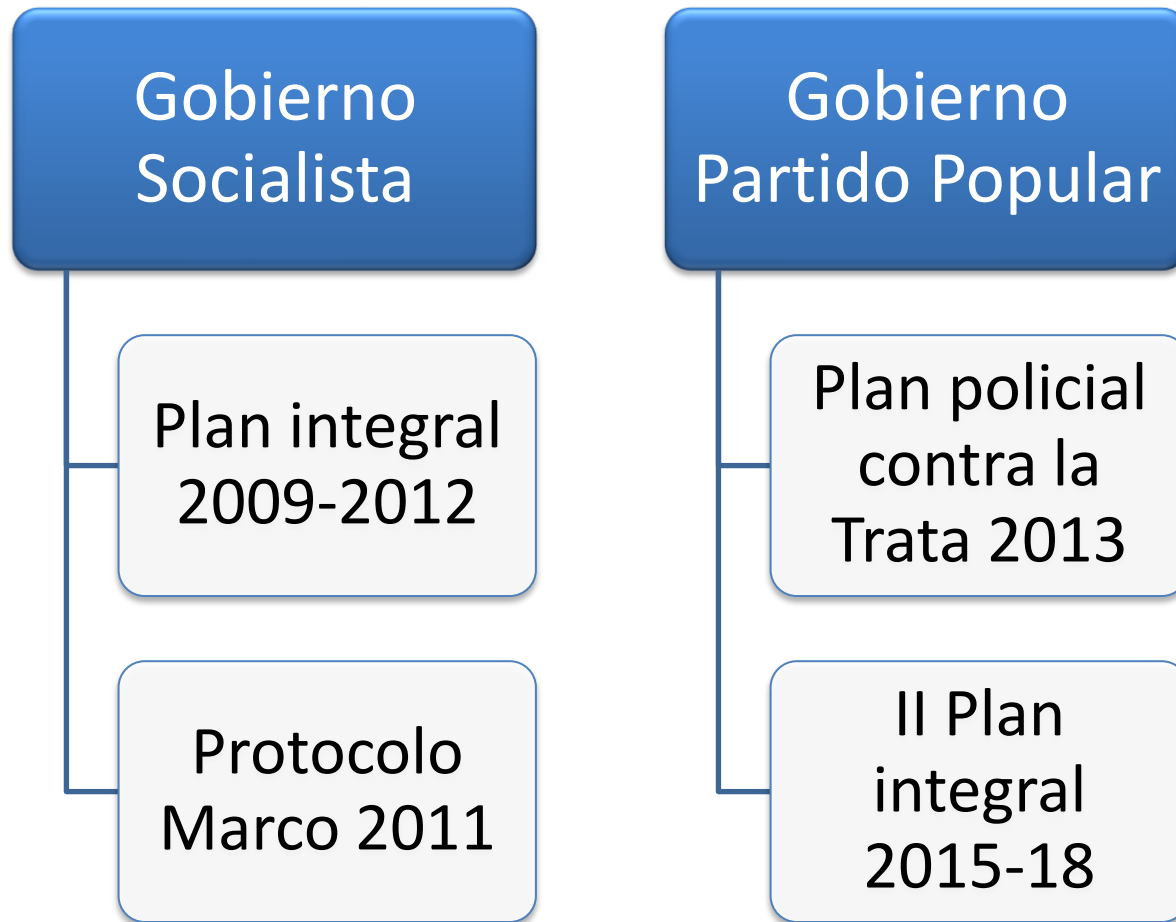 Gobierno
Socialista
Plan integral
2009-2012
Protocolo
Marco 2011
Gobierno
Partido Popular
Plan policial
contra la
Trata 2013
II Plan
integral
2015-18